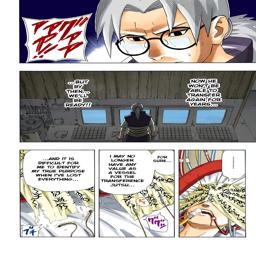 NOW HE
WON'T BE
ABLE TO
TRANSFER
AGAIN FOR
YEARS...
...BUT
BY
THEN...
WE'LL
BE
READY!!
FOR
SURE...
I MAY NO
LONGER
HAVE ANY
VALUE AS
A VESSEL
FOR THE
TRANSFERENCE
JUTSU...
...AND IT IS
DIFFICULT FOR
ME TO
IDENTIFY
MY TRUE PURPOSE
WHEN I'VE
LOST
EVERYTHING...